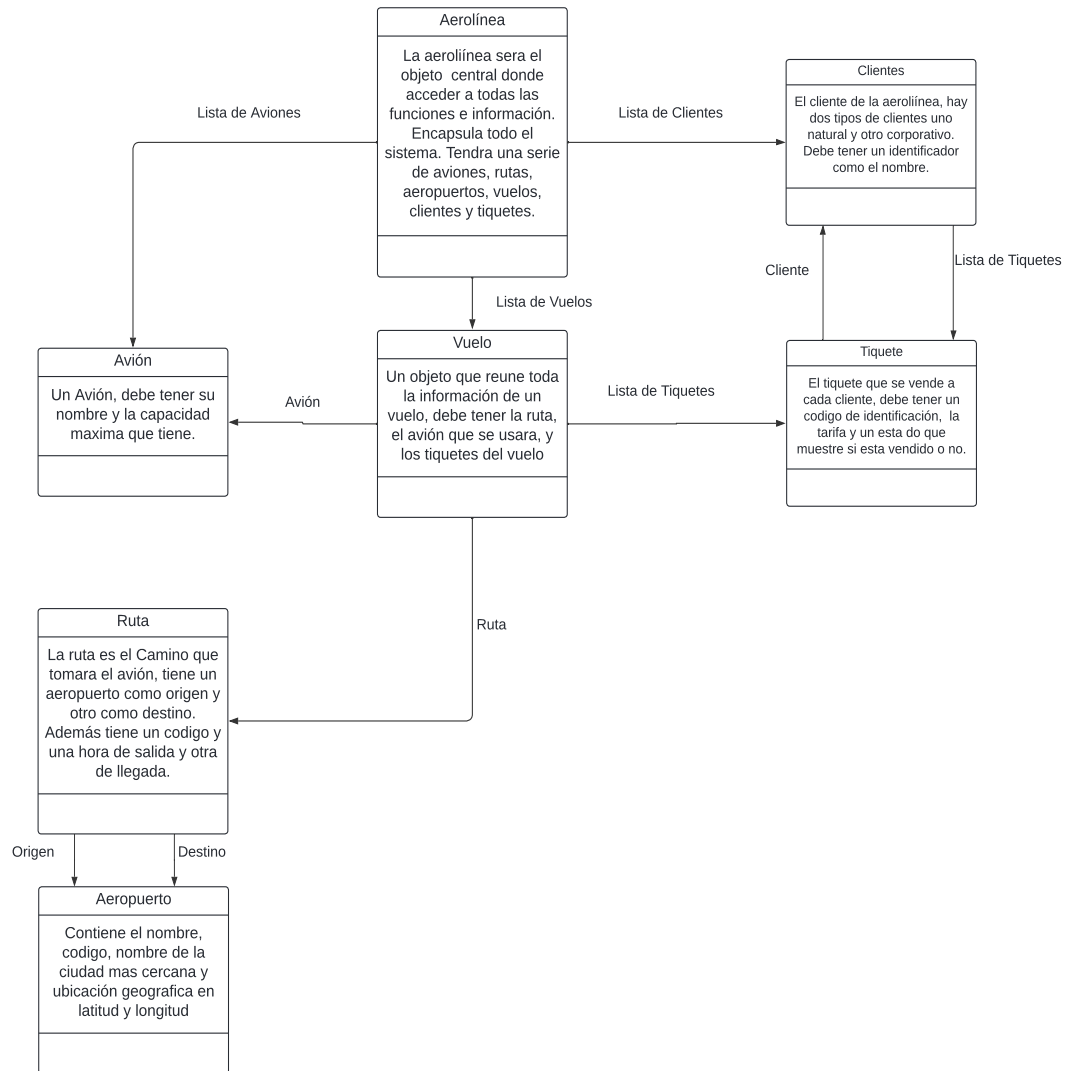 Aerolínea
La aeroliínea sera el
objeto  central donde
acceder a todas las
funciones e información.
Encapsula todo el
sistema. Tendra una serie
de aviones, rutas,
aeropuertos, vuelos,
clientes y tiquetes.
Clientes
El cliente de la aeroliínea, hay
dos tipos de clientes uno
natural y otro corporativo.
Debe tener un identificador
como el nombre.
Lista de Aviones
Lista de Clientes
Cliente
Lista de Tiquetes
Lista de Vuelos
Avión
Un Avión, debe tener su
nombre y la capacidad
maxima que tiene.
Avión
Vuelo
Un objeto que reune toda
la información de un
vuelo, debe tener la ruta,
el avión que se usara, y
los tiquetes del vuelo
Lista de Tiquetes
Tiquete
El tiquete que se vende a
cada cliente, debe tener un
codigo de identificación,  la
tarifa y un esta do que
muestre si esta vendido o no.
Ruta
Ruta
La ruta es el Camino que
tomara el avión, tiene un
aeropuerto como origen y
otro como destino.
Además tiene un codigo y
una hora de salida y otra
de llegada.
Origen
Destino
Aeropuerto
Contiene el nombre,
codigo, nombre de la
ciudad mas cercana y
ubicación geografica en
latitud y longitud